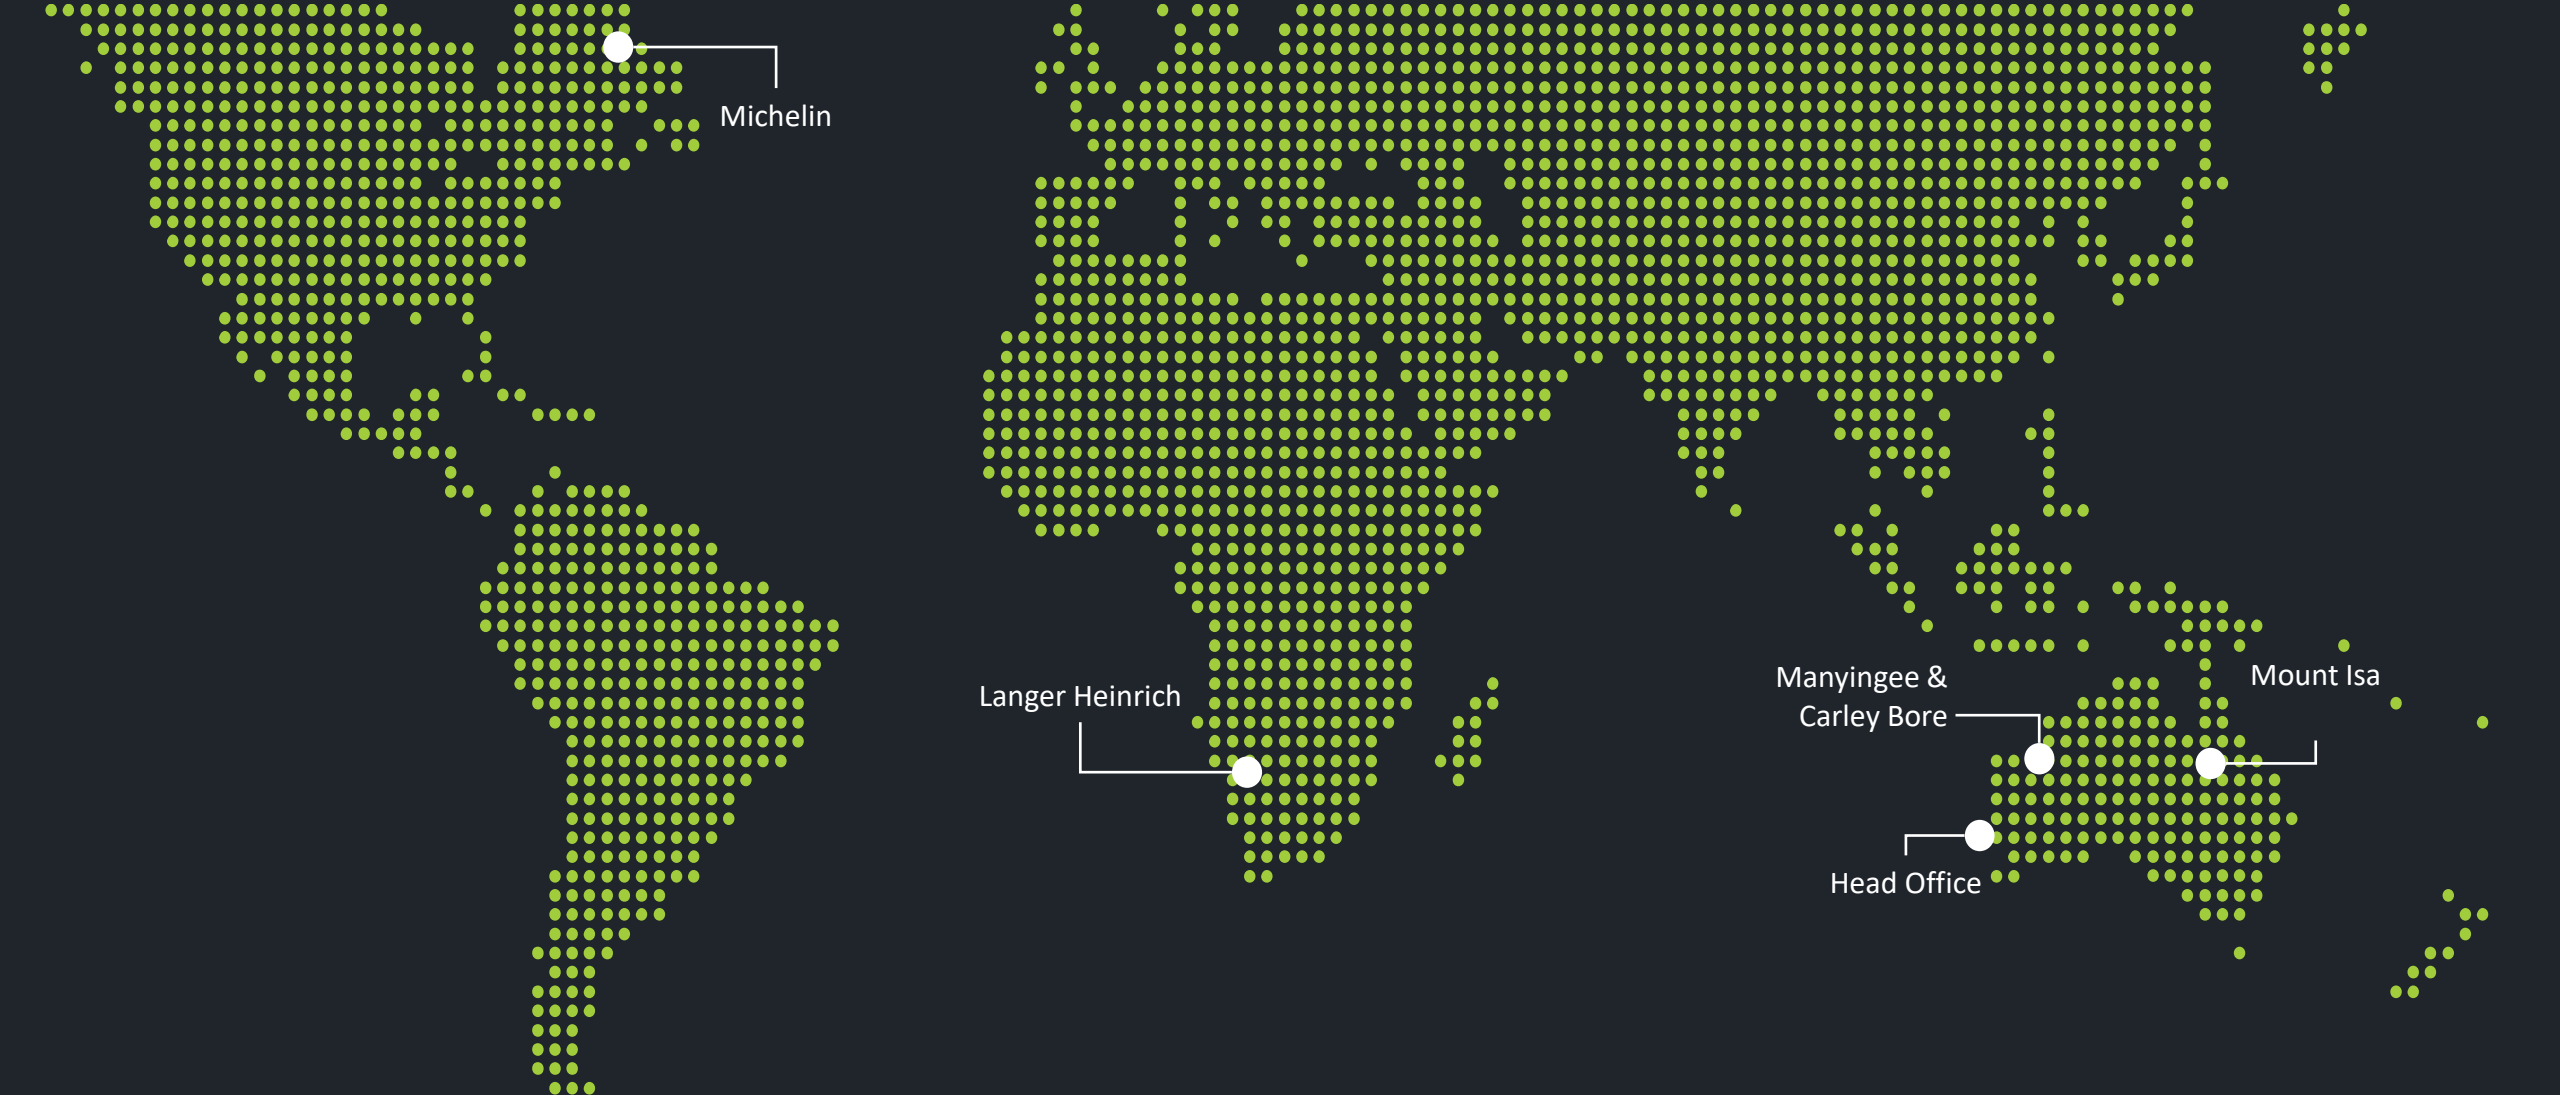 Michelin
Langer Heinrich
Manyingee &
Carley Bore
Mount Isa
Head Office